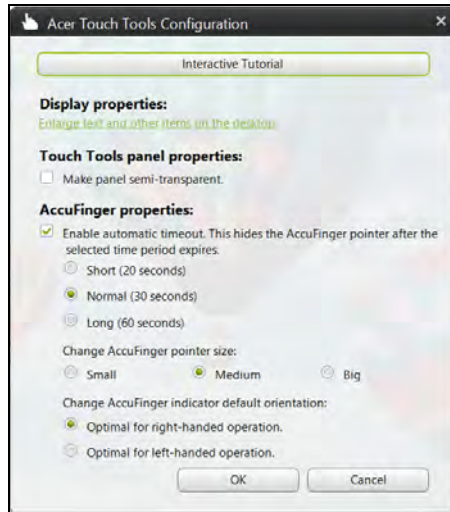 Acer Touch Tools Configuration
Interactive Tutorial
Display properties:
Enlarge text and other items on the desktop
Touch Tools panel properties:
Make panel semi-transparent.
AccuFinger properties:
Enable automatic timeout. This hides the AccuFinger pointer after the
selected time period expires.
Short (20 seconds)
Normal (30 seconds)
Long (60 seconds)
Change AccuFinger pointer size:
Small Medium Big
Change AccuFinger indicator default orientation:
Optimal for right-handed operation.
Optimal for left-handed operation.
OK Cancel